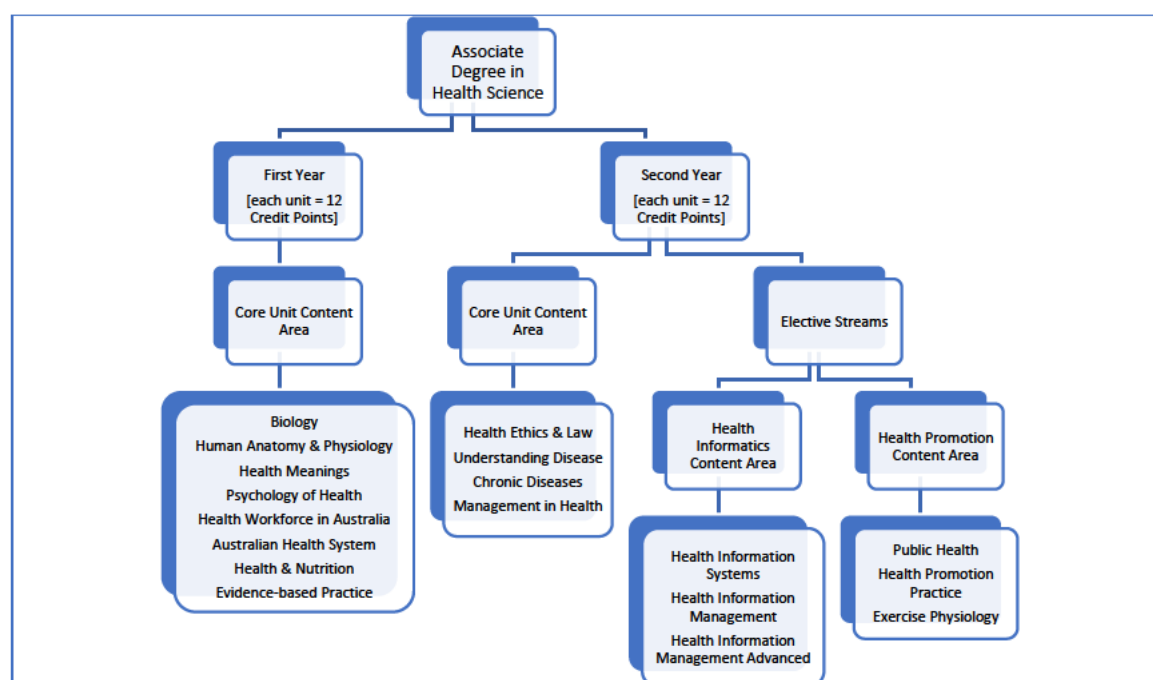 Associate
Degree in
Health Science
First Year
[each unit = 12
Credit Points]
Second Year
[each unit = 12
Credit Points]
Core Unit Content
Area
Core Unit Content
Area
Elective Streams
Biology
Human Anatomy & Physiology
Health Meanings
Psychology of Health
Health Workforce in Australia
Australian Health System
Health & Nutrition
Evidence-based Practice
Health Ethics & Law
Understanding Disease
Chronic Diseases
Management in Health
Health
Informatics
Content Area
Health Promotion
Content Area
Health Information
Systems
Health Information
Management
Health Information
Management Advanced
Public Health
Health Promotion
Practice
Exercise Physiology